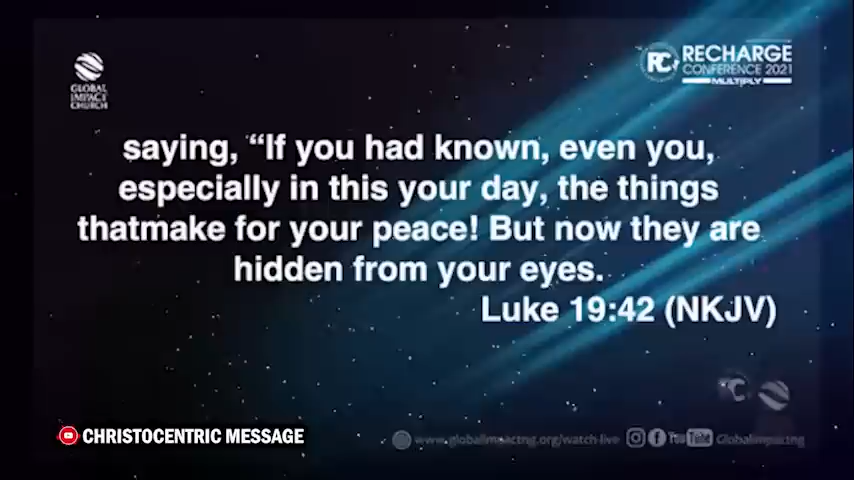 GLOBAL
IMPACT
CHURCH
RC
RECHARGE
CONFERENCE 2021
MULTIPLY
saying, “If you had known, even you,
especially in this your day, the things
thatmake for your peace! But now they are
hidden from your eyes.
Luke 19:42 (NKJV)
CHRISTOCENTRIC MESSAGE
www.globalimpactng.org/watch-live
YouTube
Globalimpactng